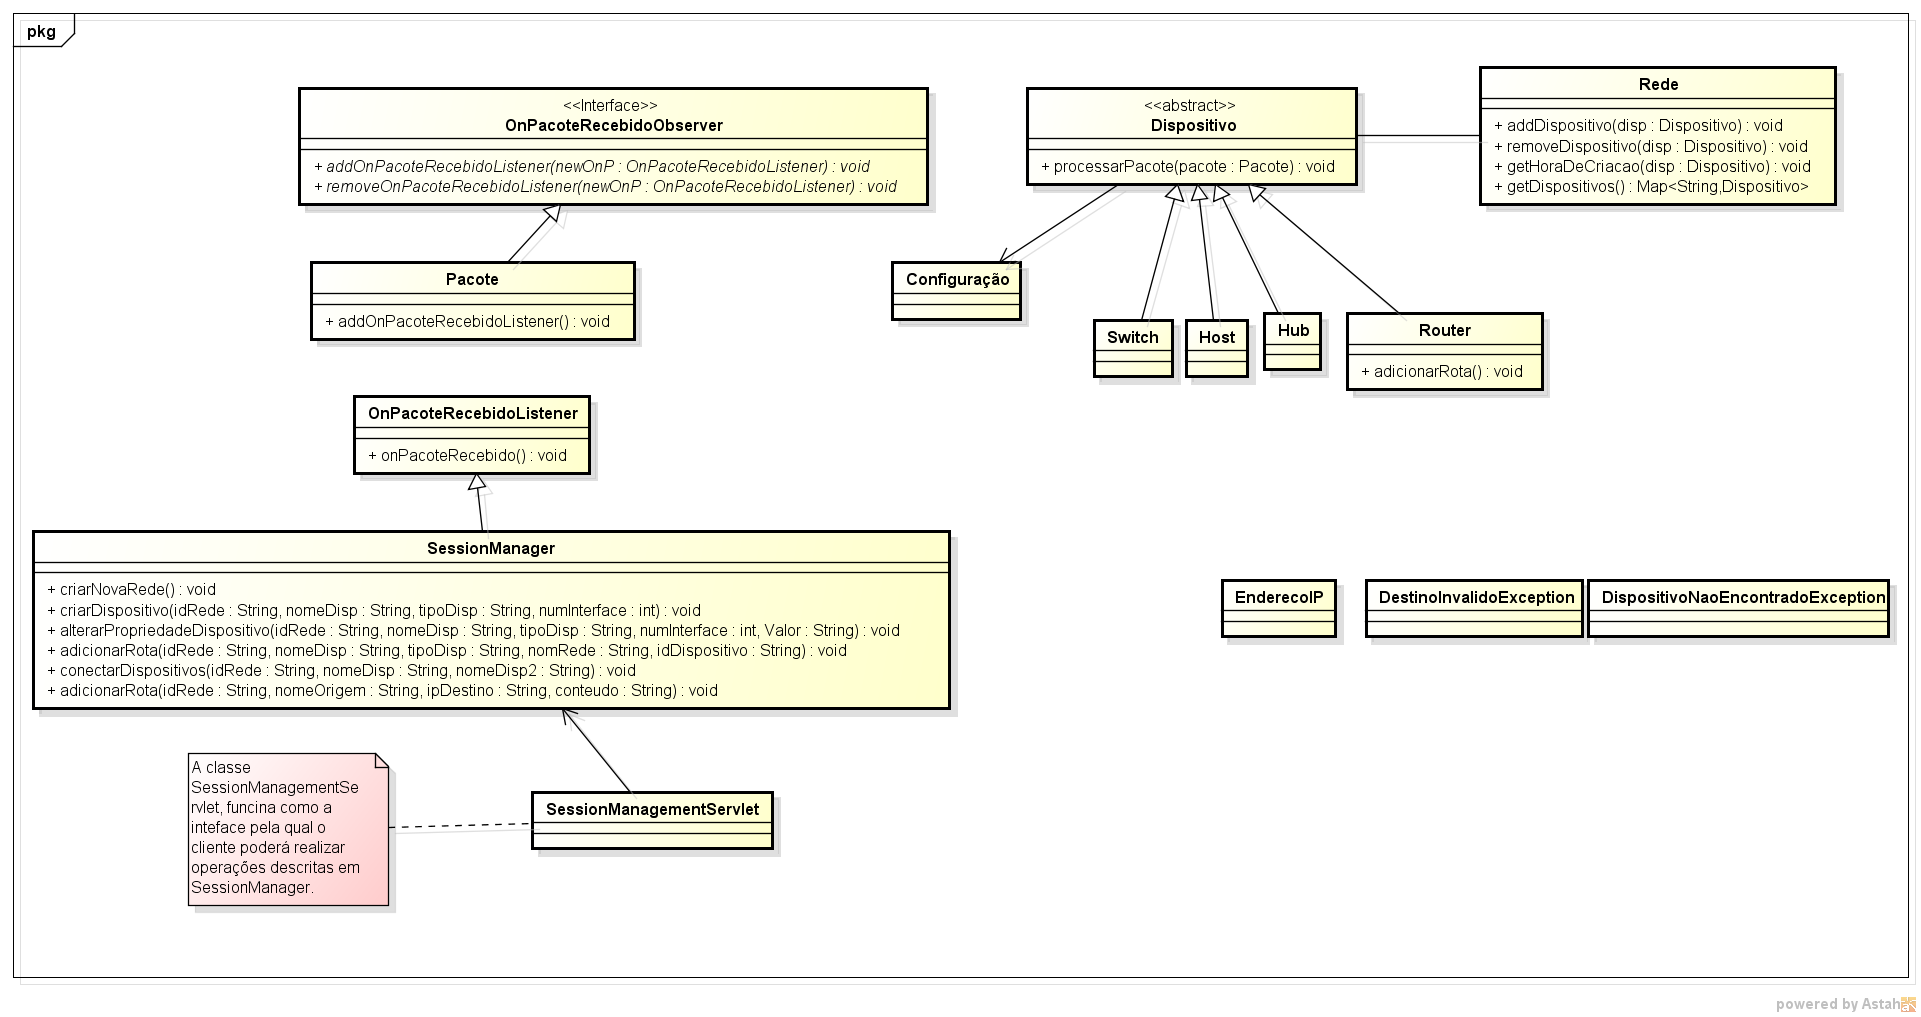 pkg
<<Interface>>
OnPacoteRecebidoObserver
+ addOnPacoteRecebidoListener(newOnP : OnPacoteRecebidoListener) : void
+ removeOnPacoteRecebidoListener(newOnP : OnPacoteRecebidoListener) : void
<<abstract>>
Dispositivo
+ processarPacote(pacote : Pacote) : void
Rede
+ addDispositivo(disp : Dispositivo) : void
+ removeDispositivo(disp : Dispositivo) : void
+ getHoraDeCriacao(disp : Dispositivo) : void
+ getDispositivos() : Map<String,Dispositivo>
Pacote
+ addOnPacoteRecebidoListener() : void
Configuração
Switch
Host
Hub
Router
+ adicionarRota() : void
OnPacoteRecebidoListener
+ onPacoteRecebido() : void
SessionManager
+ criarNovaRede() : void
+ criarDispositivo(idRede : String, nomeDisp : String, tipoDisp : String, numInterface : int) : void
+ alterarPropriedadeDispositivo(idRede : String, nomeDisp : String, tipoDisp : String, numInterface : int, Valor : String) : void
+ adicionarRota(idRede : String, nomeDisp : String, tipoDisp : String, nomRede : String, idDispositivo : String) : void
+ conectarDispositivos(idRede : String, nomeDisp : String, nomeDisp2 : String) : void
+ adicionarRota(idRede : String, nomeOrigem : String, ipDestino : String, conteudo : String) : void
EnderecoIP
DestinoInvalidoException
DispositivoNaoEncontradoException
A classe
SessionManagementSe
rvlet, funcina como a
inteface pela qual o
cliente poderá realizar
operações descritas em
SessionManager.
SessionManagementServlet
powered by Astah